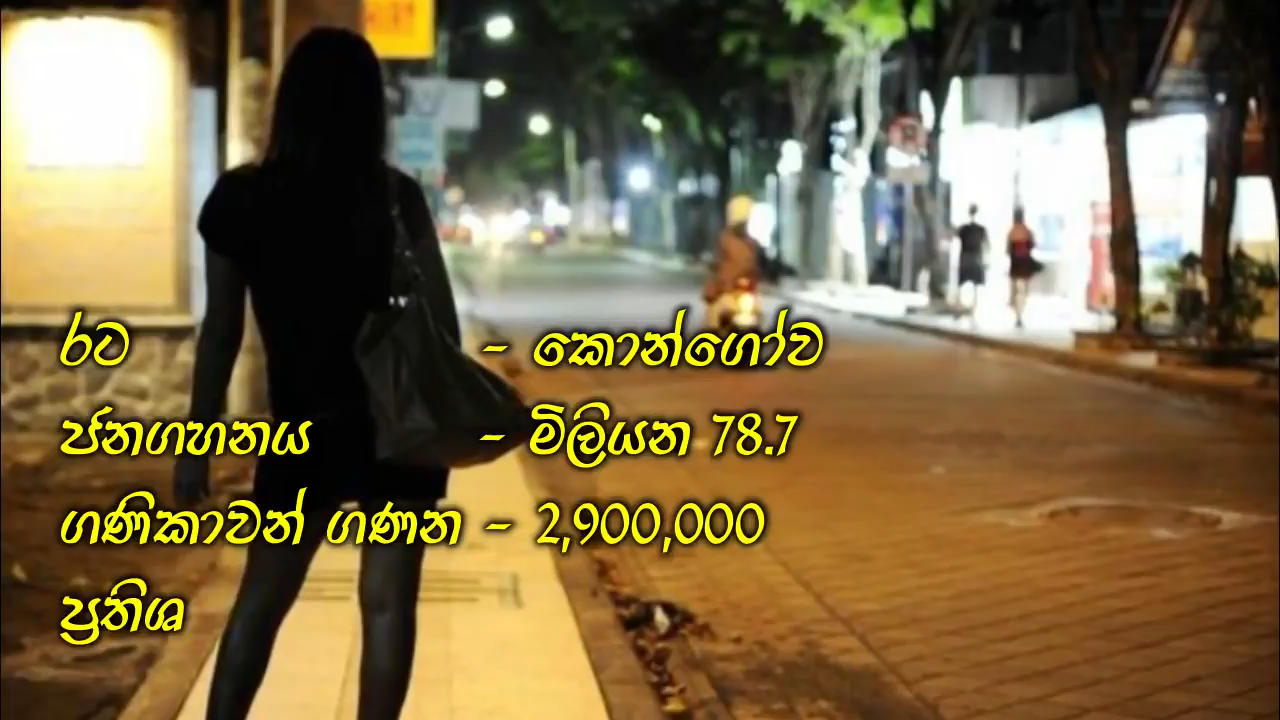 රට - කොන්ගෝව
ජනගහනය - මිලියන 78.7
ගණිකාවන් ගණන - 2,900,000
ප්‍රතිශ